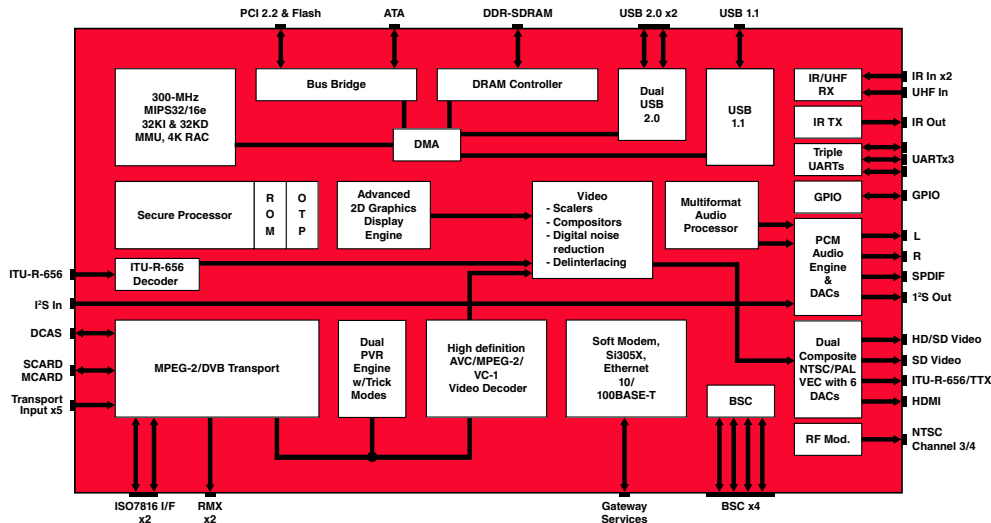 PCI 2.2 & Flash
ATA
DDR-SDRAM
USB 2.0 x2
USB 1.1
300-MHz
MIPS32/16e
32KI & 32KD
MMU, 4K RAC
Bus Bridge
DRAM Controller
DMA
Dual
USB
2.0
USB
1.1
IR/UHF
RX
IR In x2
UHF In
IR TX
IR Out
Triple
UARTs
UARTx3
GPIO
GPIO
Secure Processor
R
O
M
O
T
P
Advanced
2D Graphics
Display
Engine
Video
- Scalers
- Compositors
- Digital noise
reduction
- Delinterlacing
Multiformat
Audio
Processor
PCM
Audio
Engine
&
DACs
L
R
SPDIF
1²S Out
ITU-R-656
ITU-R-656
Decoder
I²S In
DCAS
SCARD
MCARD
Transport
Input x5
MPEG-2/DVB Transport
Dual
PVR
Engine
w/Trick
Modes
High definition
AVC/MPEG-2/
VC-1
Video Decoder
Soft Modem,
Si305X,
Ethernet
10/
100BASE-T
BSC
Dual
Composite
NTSC/PAL
VEC with 6
DACs
HD/SD Video
SD Video
ITU-R-656/TTX
HDMI
RF Mod.
NTSC
Channel 3/4
ISO7816 I/F
x2
RMX
x2
Gateway
Services
BSC x4